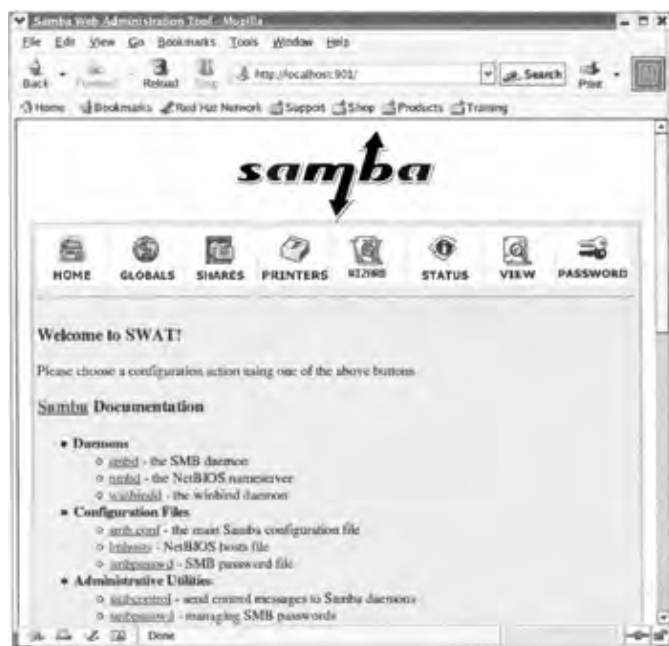 Samba Web Administration Tool - Mozilla
File Edit View Go Bookmarks Tools Window Help
Back Reload http://localhost:901/ Search Print
Home Bookmarks Red Hat Network Support Shop Products Training
samba
HOME GLOBALS SHARES PRINTERS WIZARD STATUS VIEW PASSWORD
Welcome to SWAT!
Please choose a configuration action using one of the above buttons
Samba Documentation
• Daemons
o smbd - the SMB daemon
o nmbd - the NetBIOS nameserver
o winbindd - the winbind daemon
• Configuration Files
o smb.conf - the main Samba configuration file
o lmhosts - NetBIOS hosts file
o smbpasswd - SMB password file
• Administrative Utilities
o smbcontrol - send control messages to Samba daemons
o smbpasswd - managing SMB passwords
Done